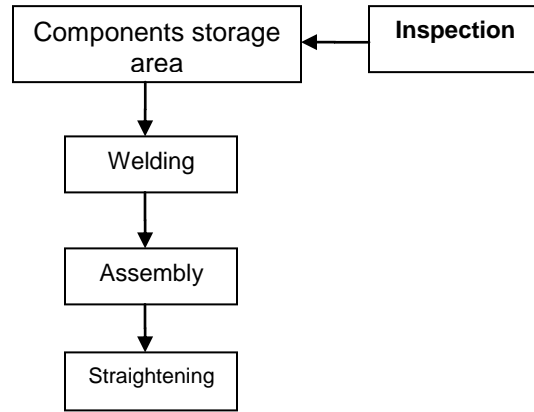 Components storage
area
Inspection
Welding
Assembly
Straightening